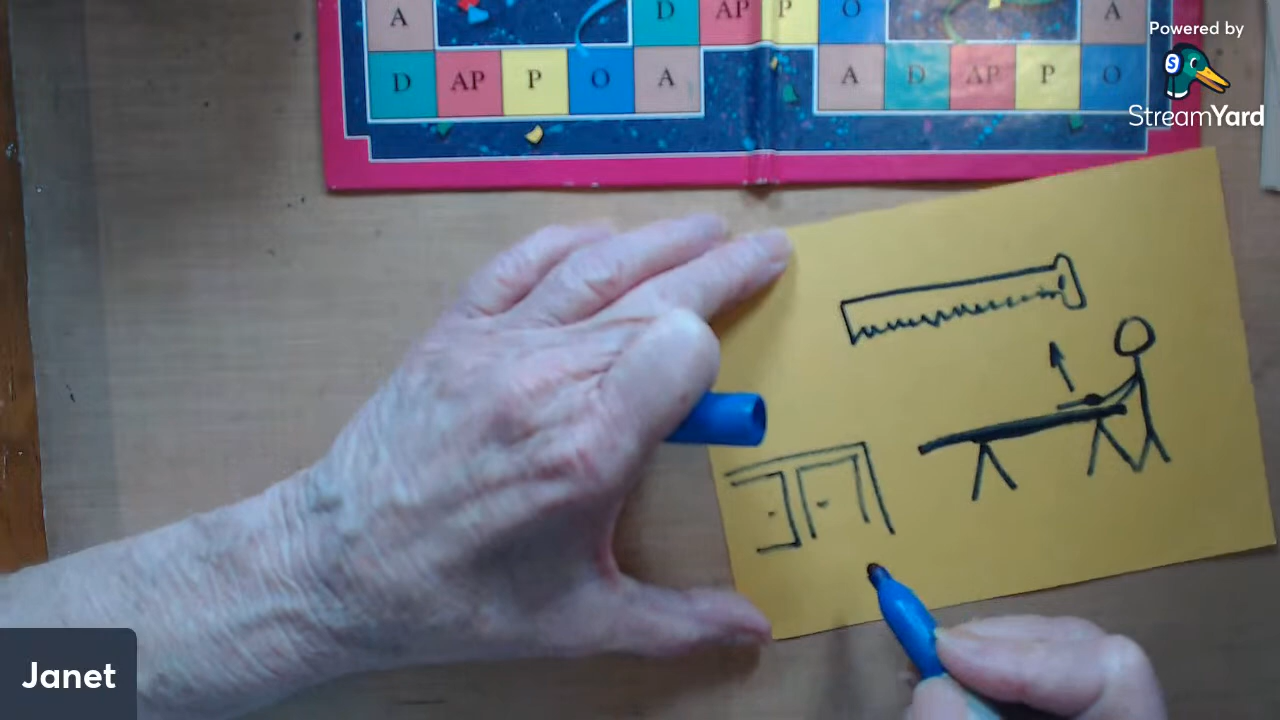 A D AP P O A
D AP P O A A D AP P O
Powered by
StreamYard
Janet